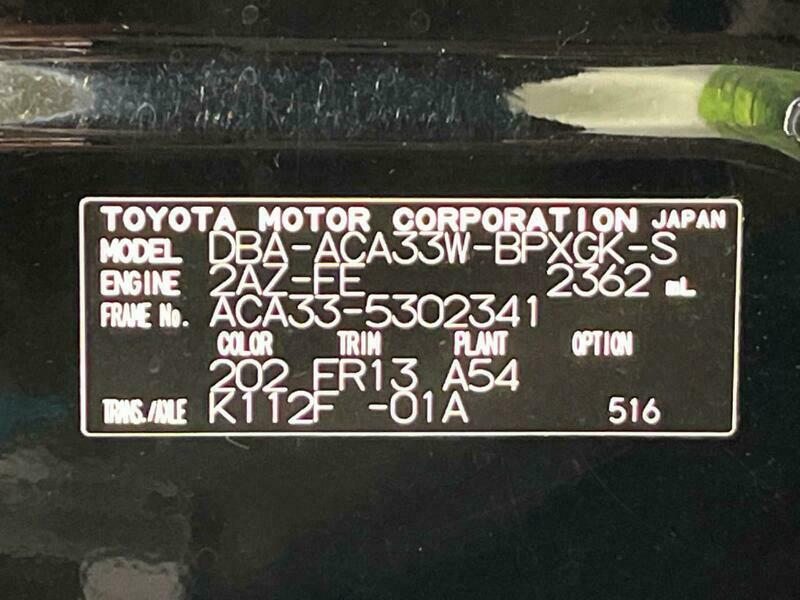 TOYOTA MOTOR CORPORATION JAPAN
MODEL DBA-ACA33W-BPXGK-S
ENGINE 2AZ-FE 2362 mL
FRAME No. ACA33-5302341
COLOR TRIM PLANT OPTION
202 FR13 A54
TRANS./AXLE K112F -01A 516